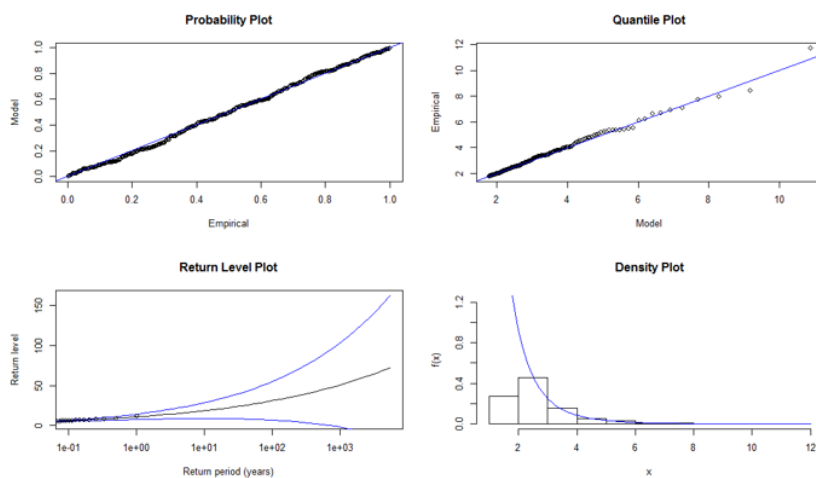 Probability Plot
Model
0.0 0.2 0.4 0.6 0.8 1.0
0.0 0.2 0.4 0.6 0.8 1.0
Empirical
Quantile Plot
Empirical
2 4 6 8 10 12
2 4 6 8 10
Model
Return Level Plot
Return level
0 50 100 150
1e-01 1e+00 1e+01 1e+02 1e+03
Return period (years)
Density Plot
f(x)
0.0 0.4 0.8 1.2
2 4 6 8 10 12
x